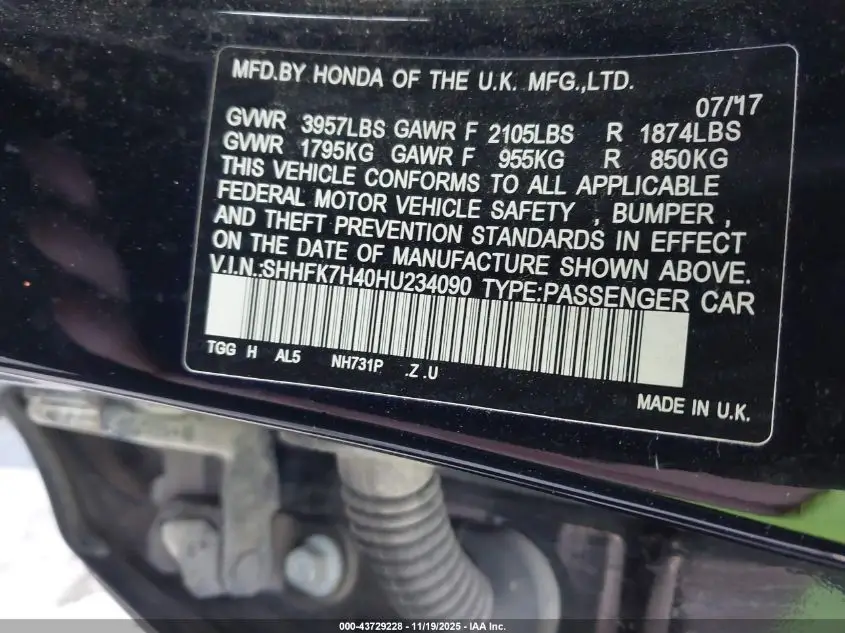 MFD.BY HONDA OF THE U.K. MFG.,LTD.
07/17
GVWR 3957LBS GAWR F 2105LBS R 1874LBS
GVWR 1795KG GAWR F 955KG R 850KG
THIS VEHICLE CONFORMS TO ALL APPLICABLE
FEDERAL MOTOR VEHICLE SAFETY , BUMPER ,
AND THEFT PREVENTION STANDARDS IN EFFECT
ON THE DATE OF MANUFACTURE SHOWN ABOVE.
V.I.N.:SHHFK7H40HU234090 TYPE:PASSENGER CAR
TGG H AL5 NH731P .Z .U
MADE IN U.K.
000-43729228 - 11/19/2025 - IAA Inc.